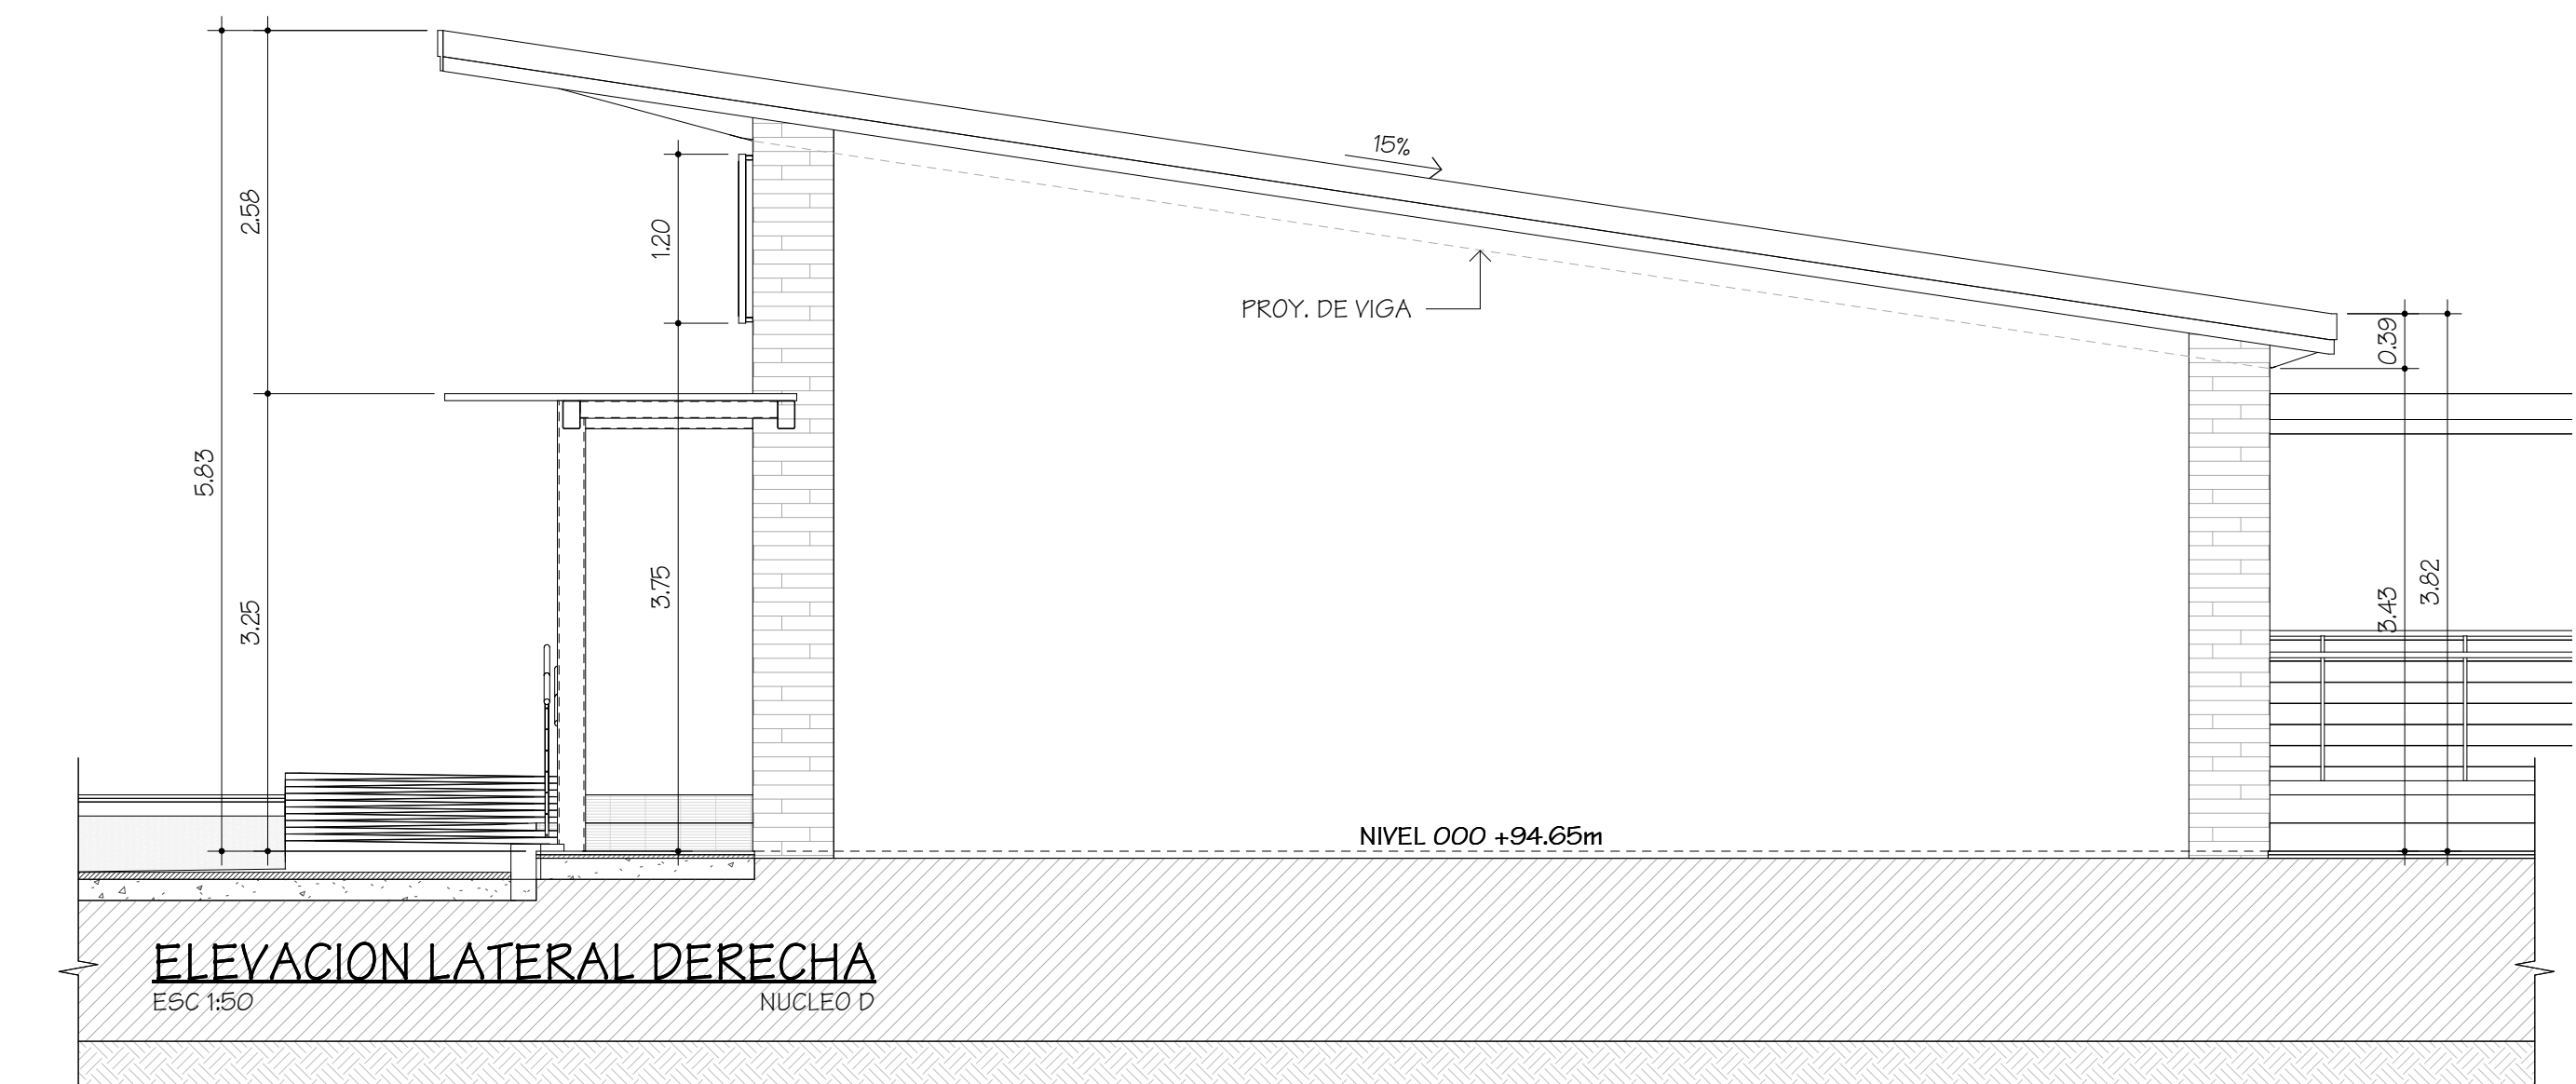 15%
2.58
1.20
PROY. DE VIGA
0.39
5.83
3.75
3.25
3.43
3.82
NIVEL 000 +94.65m
ELEVACION LATERAL DERECHA
ESC 1:50 NUCLEO D